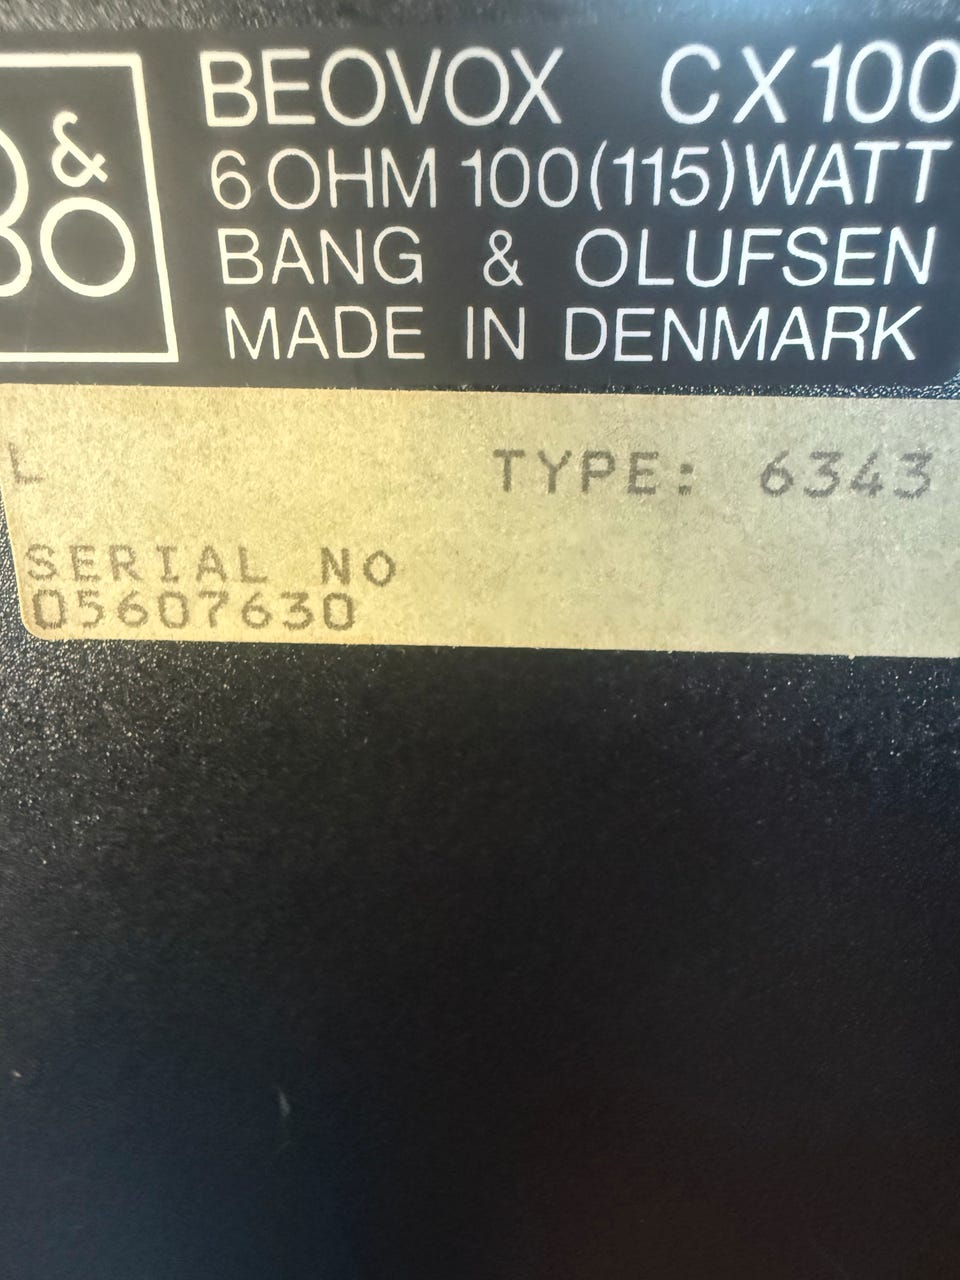 B&O
BEOVOX CX100
6 OHM 100(115)WATT
BANG & OLUFSEN
MADE IN DENMARK
L TYPE: 6343
SERIAL NO
05607630